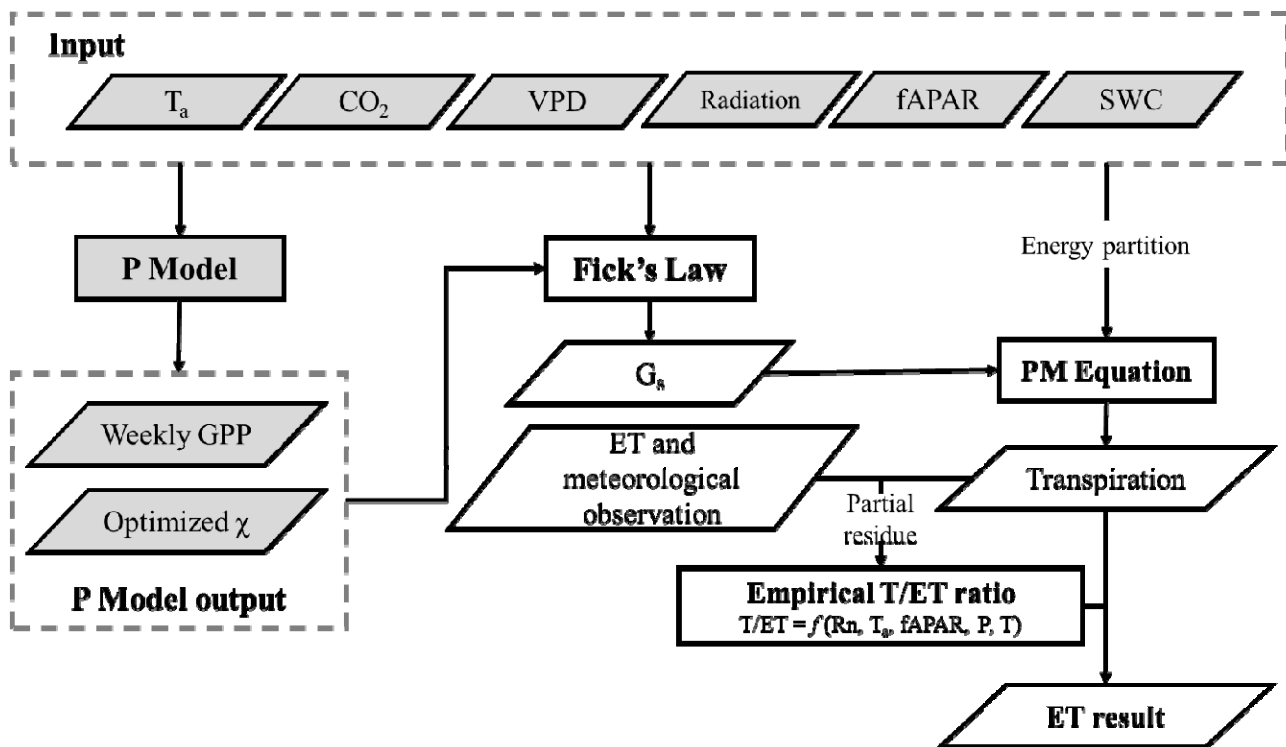 Input
Tₐ
CO₂
VPD
Radiation
fAPAR
SWC
P Model
Fick's Law
Energy partition
Gₛ
PM Equation
Weekly GPP
ET and
meteorological
observation
Transpiration
Optimized χ
Partial
residue
P Model output
Empirical T/ET ratio
T/ET = f (Rn, Tₐ, fAPAR, P, T)
ET result